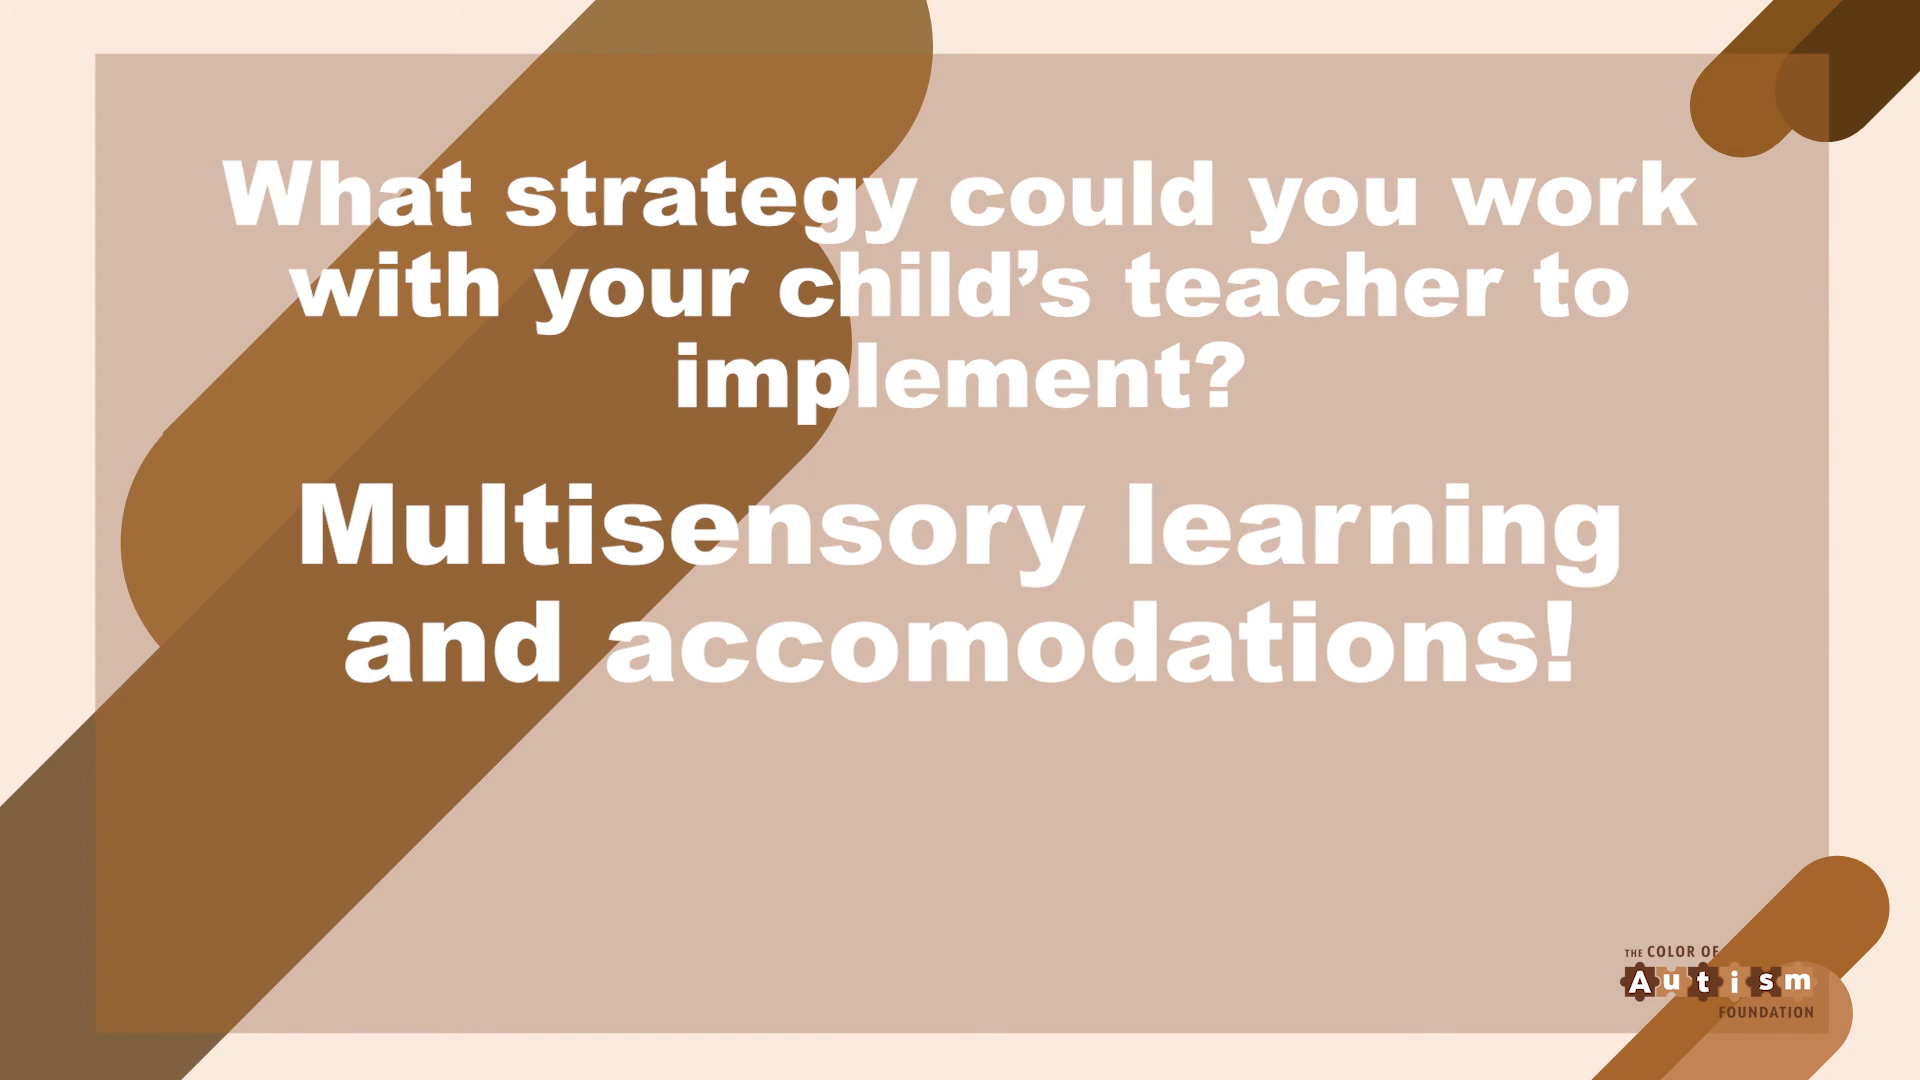 What strategy could you work
with your child’s teacher to
implement?
Multisensory learning
and accomodations!
THE COLOR OF
Autism
FOUNDATION